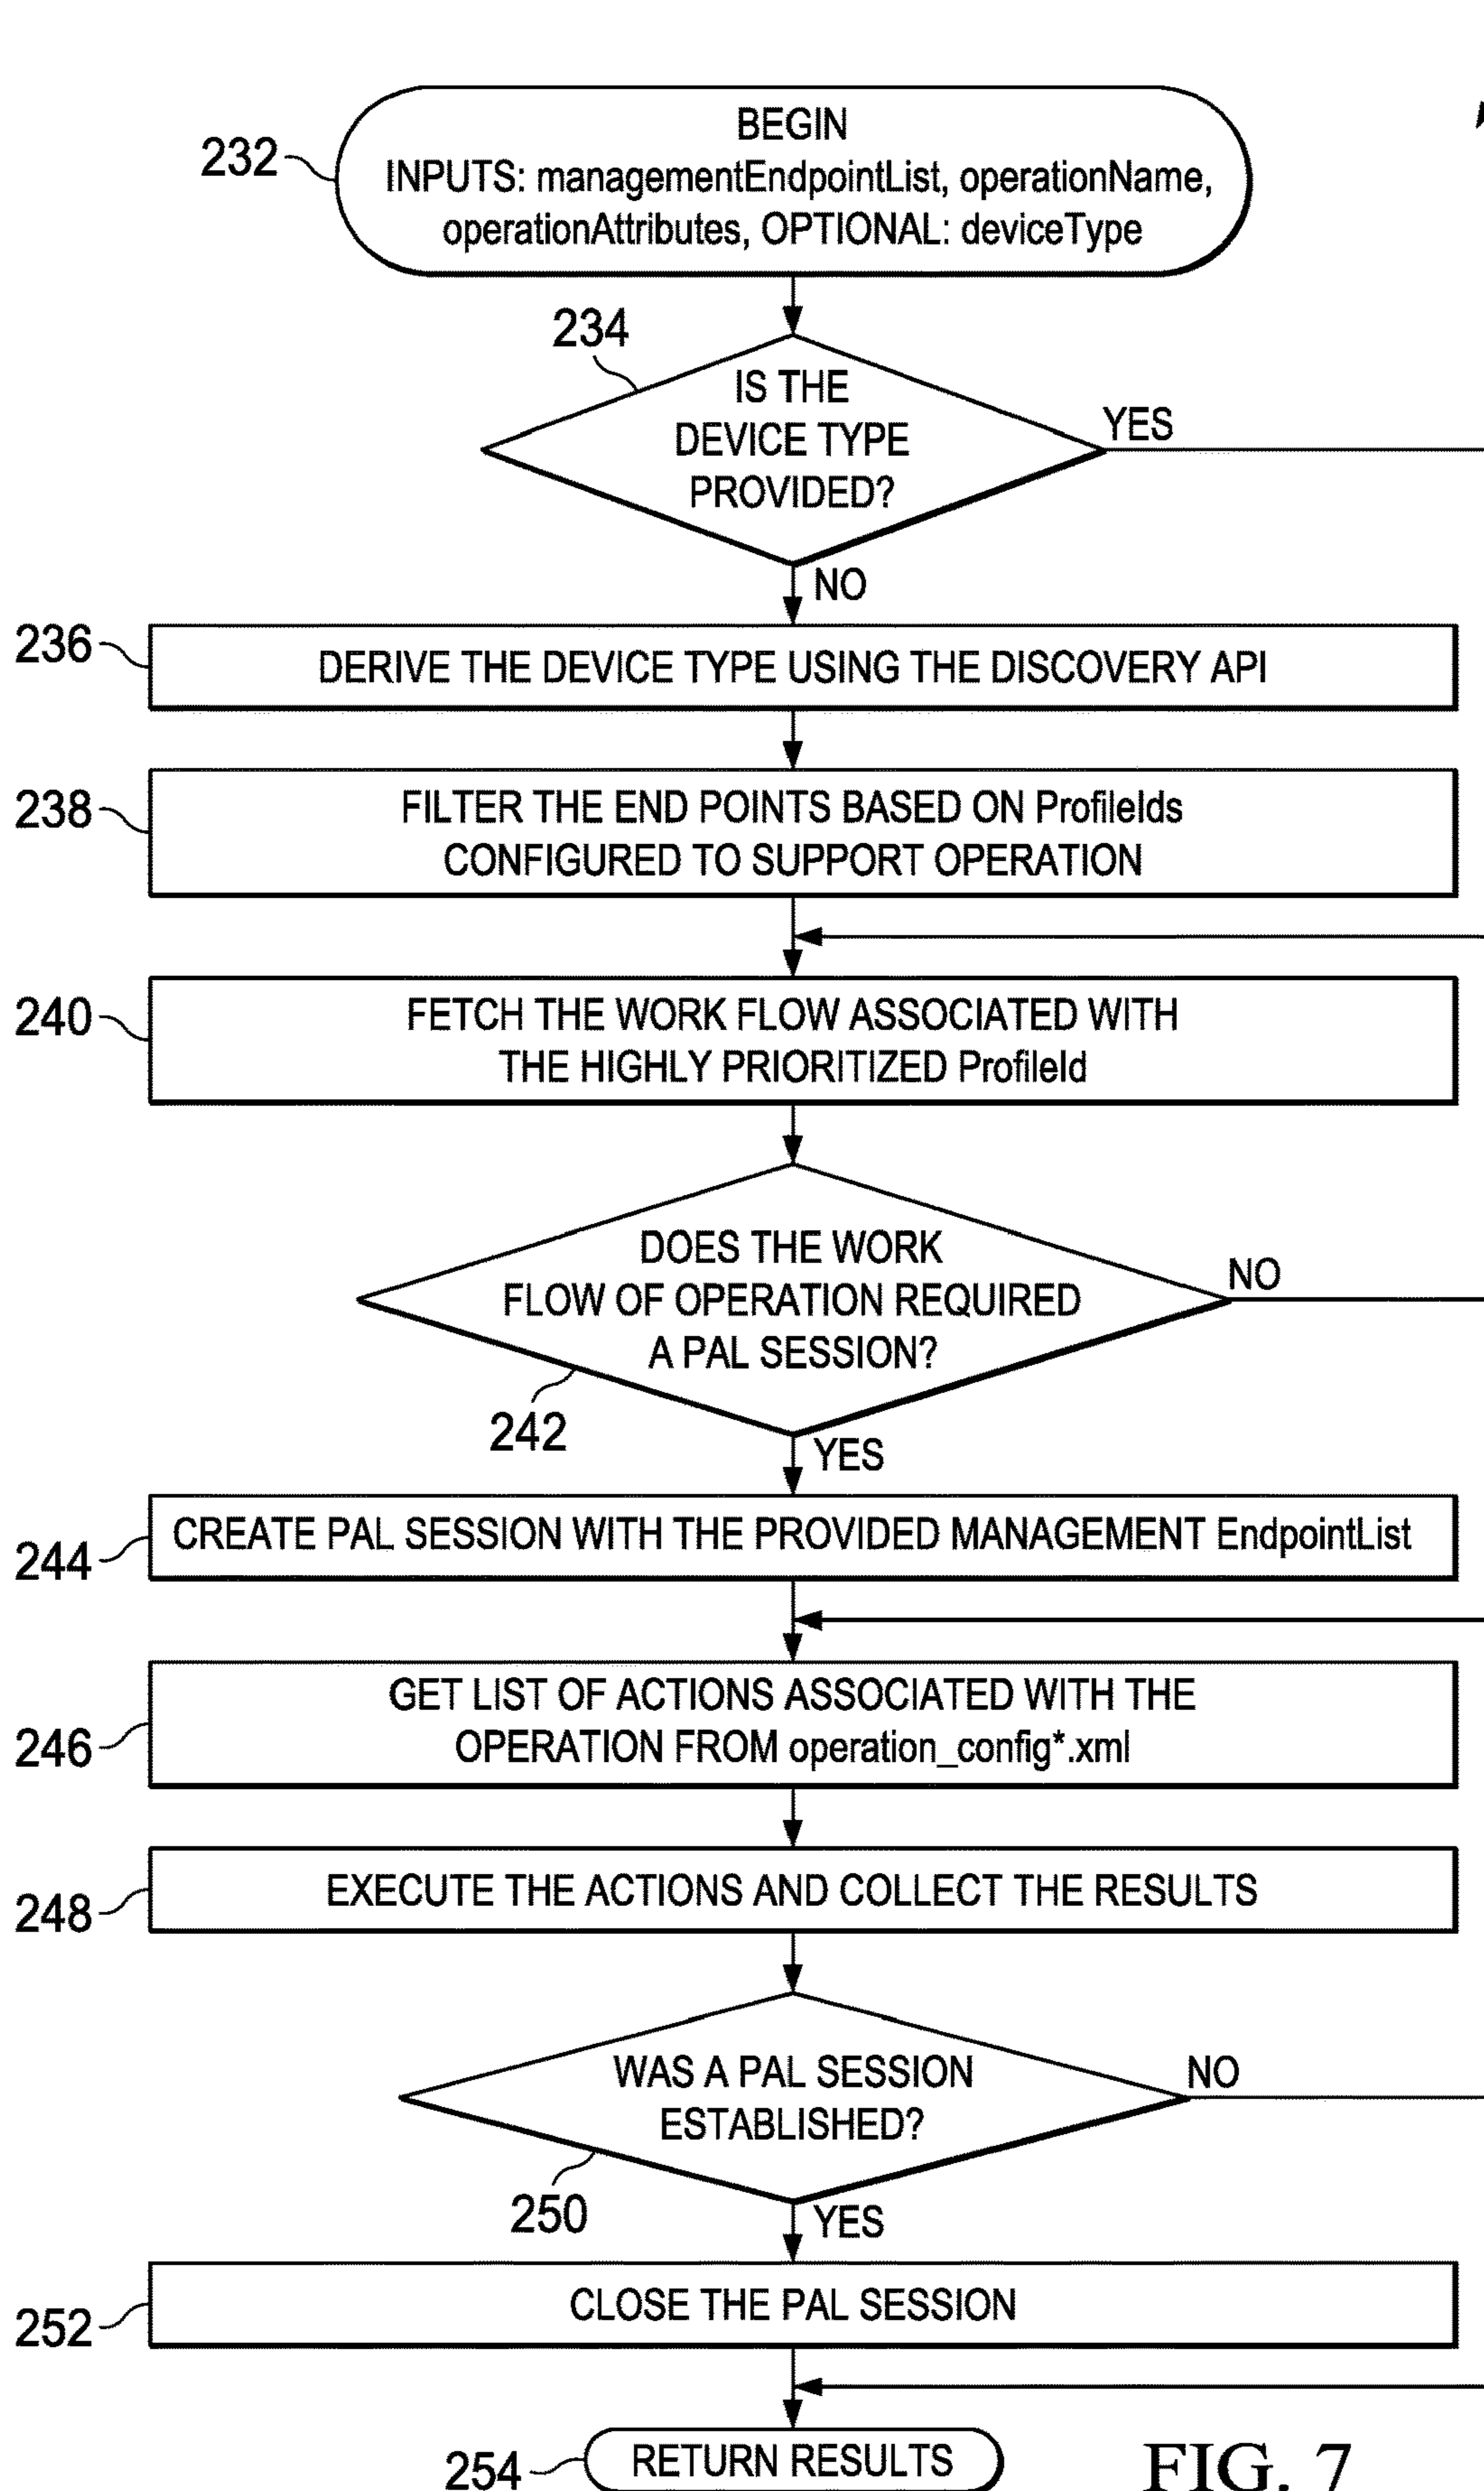 BEGIN
232
INPUTS: managementEndpointList, operationName,
operationAttributes, OPTIONAL: deviceType
234
IS THE
DEVICE TYPE
PROVIDED?
YES
NO
236
DERIVE THE DEVICE TYPE USING THE DISCOVERY API
238
FILTER THE END POINTS BASED ON ProfileIds
CONFIGURED TO SUPPORT OPERATION
240
FETCH THE WORK FLOW ASSOCIATED WITH
THE HIGHLY PRIORITIZED ProfileId
DOES THE WORK
FLOW OF OPERATION REQUIRED
A PAL SESSION?
NO
242
YES
244
CREATE PAL SESSION WITH THE PROVIDED MANAGEMENT EndpointList
246
GET LIST OF ACTIONS ASSOCIATED WITH THE
OPERATION FROM operation_config*.xml
248
EXECUTE THE ACTIONS AND COLLECT THE RESULTS
WAS A PAL SESSION
ESTABLISHED?
NO
250
YES
252
CLOSE THE PAL SESSION
254
RETURN RESULTS
FIG. 7